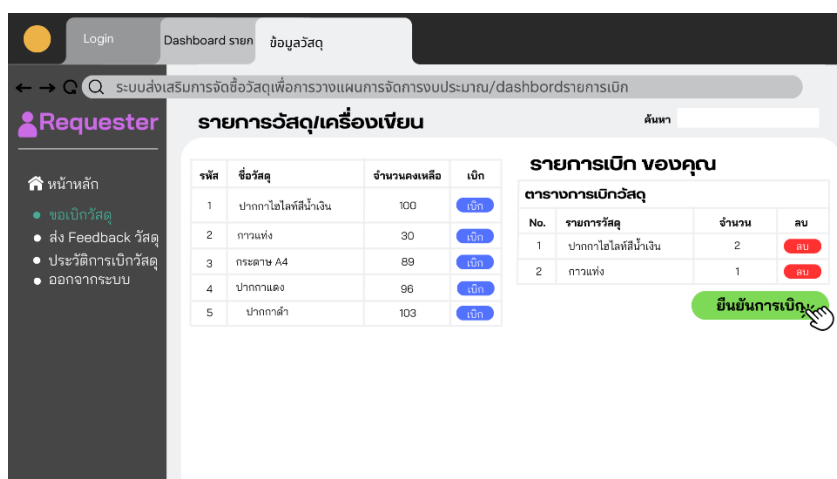 Login
Dashboard รายก
ข้อมูลวัสดุ
ระบบส่งเสริมการจัดซื้อวัสดุเพื่อการวางแผนการจัดการงบประมาณ/dashbordรายการเบิก
Requester
หน้าหลัก
ขอเบิกวัสดุ
ส่ง Feedback วัสดุ
ประวัติการเบิกวัสดุ
ออกจากระบบ
รายการวัสดุ/เครื่องเขียน
ค้นหา
รหัส ชื่อวัสดุ จำนวนคงเหลือ เบิก
1 ปากกาไฮไลท์สีน้ำเงิน 100 เบิก
2 กาวแท่ง 30 เบิก
3 กระดาษ A4 89 เบิก
4 ปากกาแดง 96 เบิก
5 ปากกาดำ 103 เบิก
รายการเบิก ของคุณ
ตารางการเบิกวัสดุ
No. รายการวัสดุ จำนวน ลบ
1 ปากกาไฮไลท์สีน้ำเงิน 2 ลบ
2 กาวแท่ง 1 ลบ
ยืนยันการเบิก